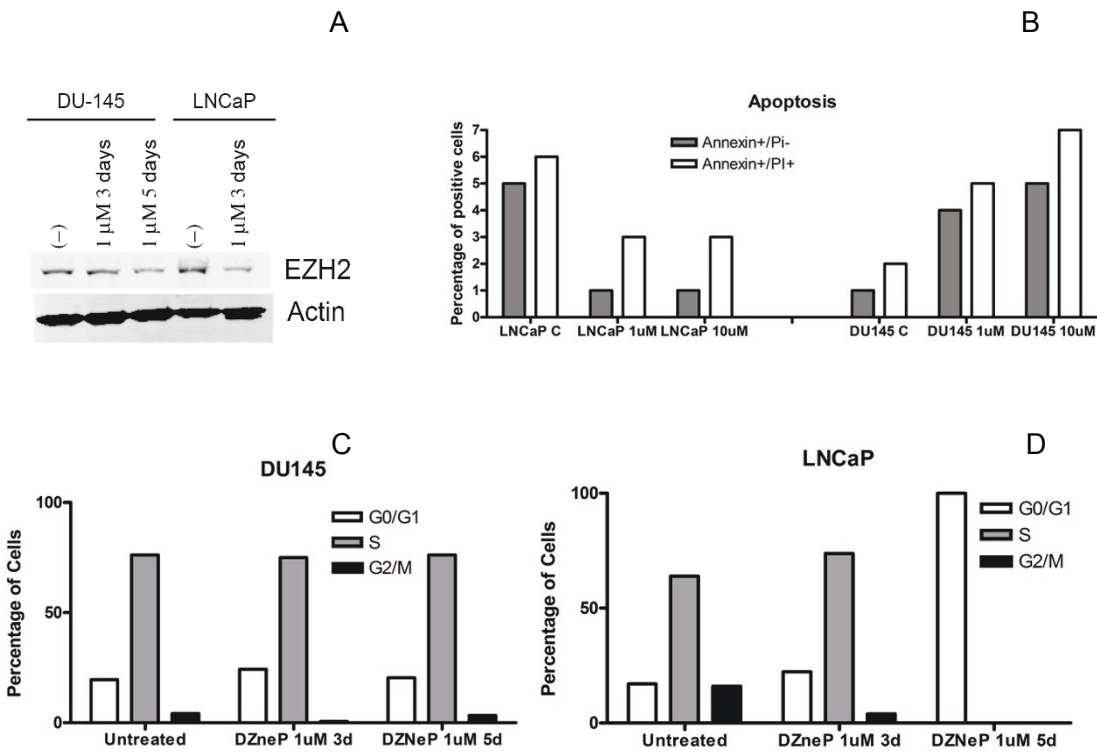 A
DU-145 LNCaP
(–)
1 µM 3 days
1 µM 5 days
(–)
1 µM 3 days
EZH2
Actin
B
Apoptosis
Annexin+/Pi-
Annexin+/PI+
Percentage of positive cells
7
6
5
4
3
2
1
0
LNCaP C LNCaP 1uM LNCaP 10uM DU145 C DU145 1uM DU145 10uM
C
DU145
G0/G1
S
G2/M
Percentage of Cells
100
50
0
Untreated DZneP 1uM 3d DZNeP 1uM 5d
D
LNCaP
G0/G1
S
G2/M
Percentage of Cells
100
50
0
Untreated DZneP 1uM 3d DZNeP 1uM 5d